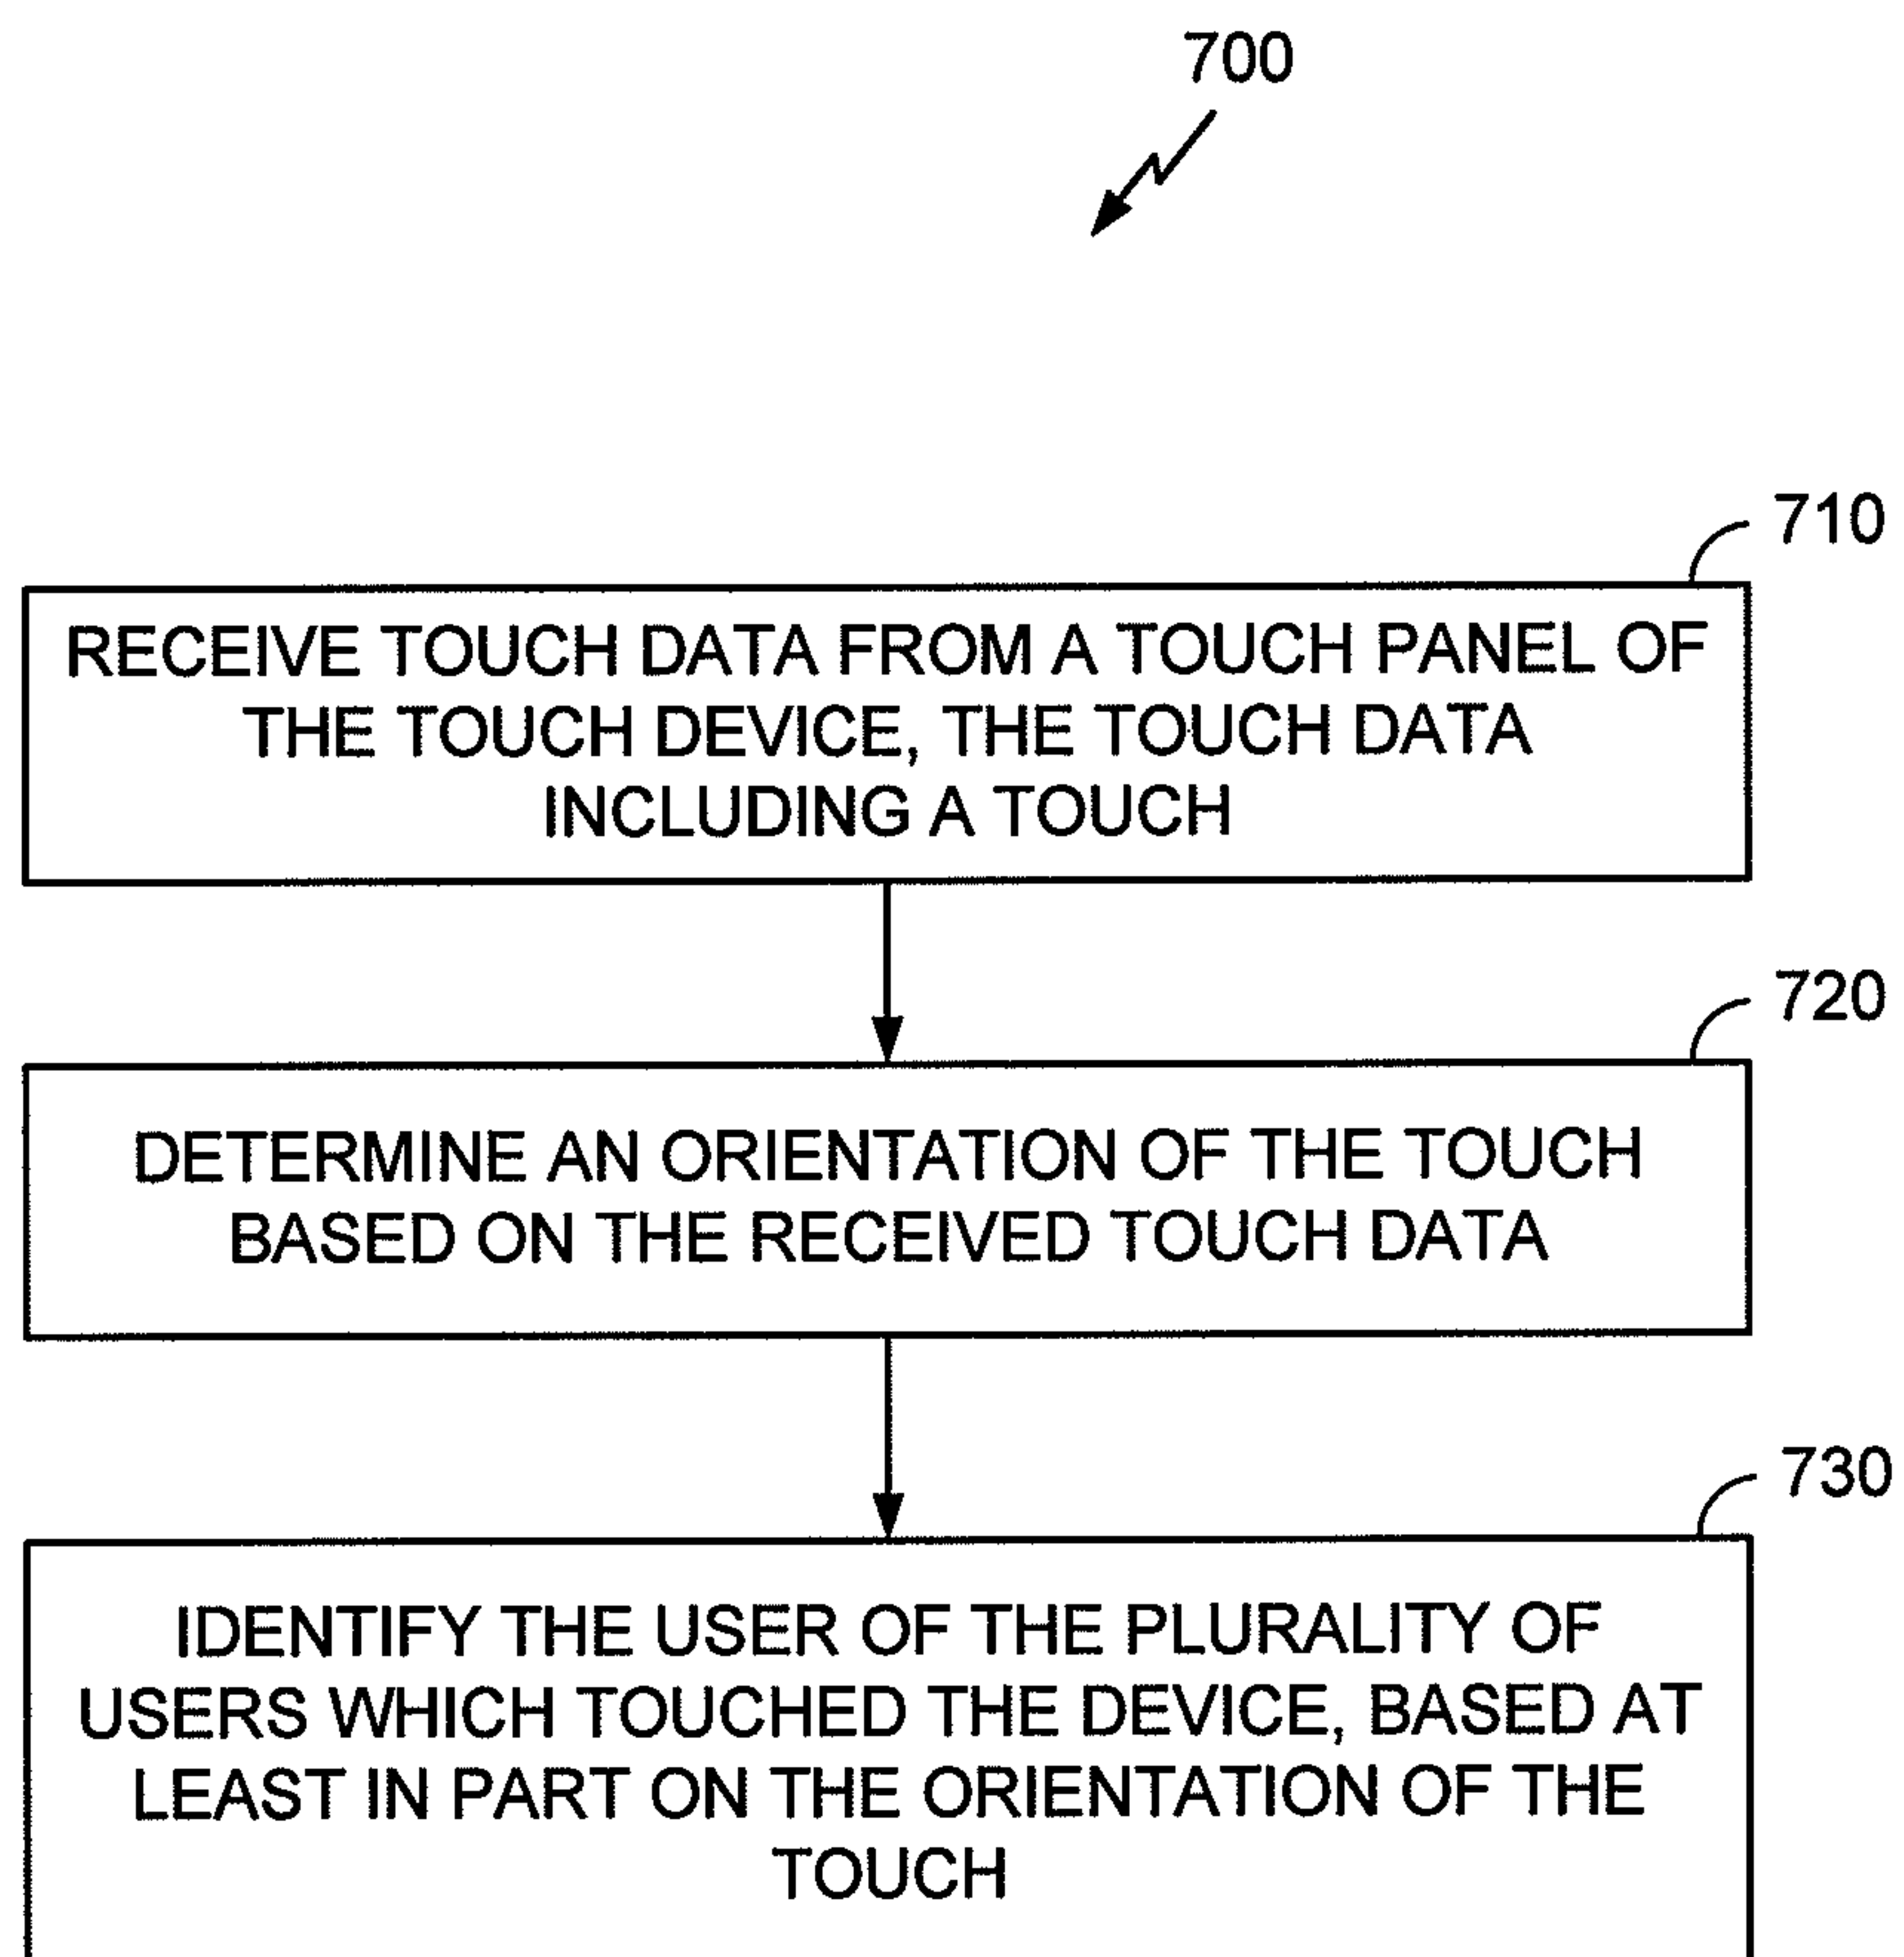 700
710
RECEIVE TOUCH DATA FROM A TOUCH PANEL OF
THE TOUCH DEVICE, THE TOUCH DATA
INCLUDING A TOUCH
720
DETERMINE AN ORIENTATION OF THE TOUCH
BASED ON THE RECEIVED TOUCH DATA
730
IDENTIFY THE USER OF THE PLURALITY OF
USERS WHICH TOUCHED THE DEVICE, BASED AT
LEAST IN PART ON THE ORIENTATION OF THE
TOUCH